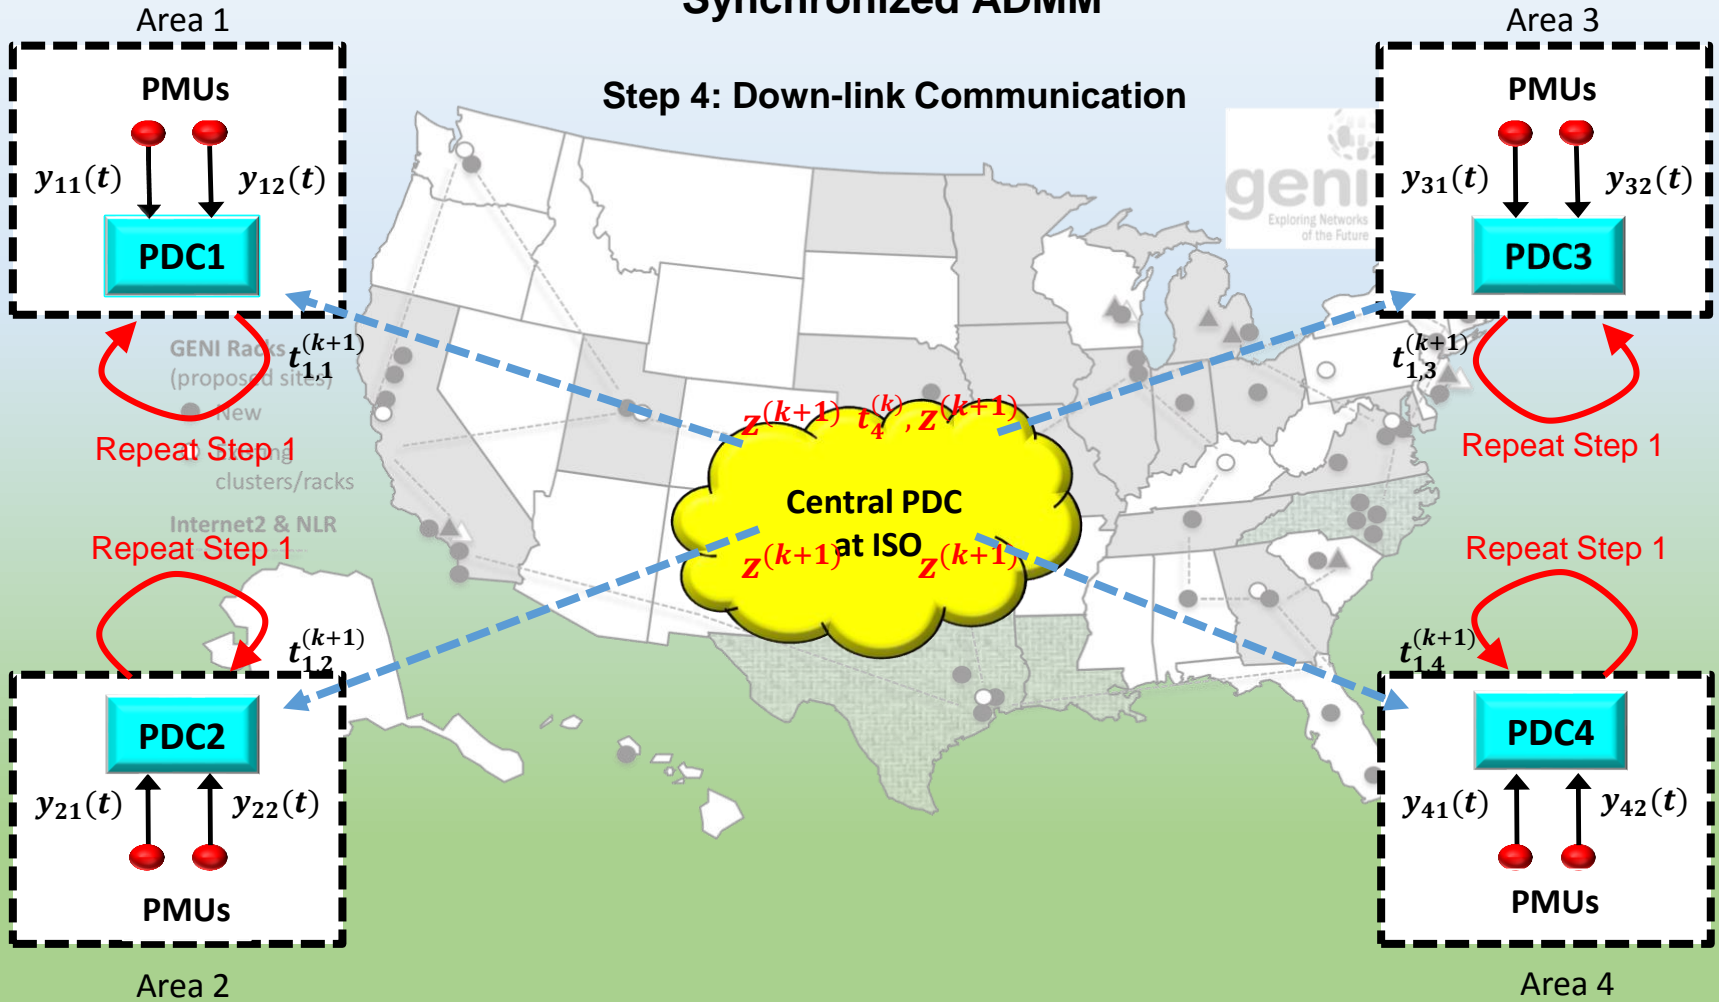 Synchronized ADMM
Step 4: Down-link Communication
Area 1
PMUs
y₁₁(t) y₁₂(t)
PDC1
t₁,₁^(k+1)
Repeat Step 1
Area 3
PMUs
y₃₁(t) y₃₂(t)
PDC3
t₁,₃^(k+1)
Repeat Step 1
geni
Exploring Networks
of the Future
GENI Racks
(proposed sites)
New
clusters/racks
Internet2 & NLR
z^(k+1) t₄^(k), z^(k+1)
Central PDC
at ISO
z^(k+1) z^(k+1)
Repeat Step 1
t₁,₂^(k+1)
PDC2
y₂₁(t) y₂₂(t)
PMUs
Area 2
Repeat Step 1
t₁,₄^(k+1)
PDC4
y₄₁(t) y₄₂(t)
PMUs
Area 4